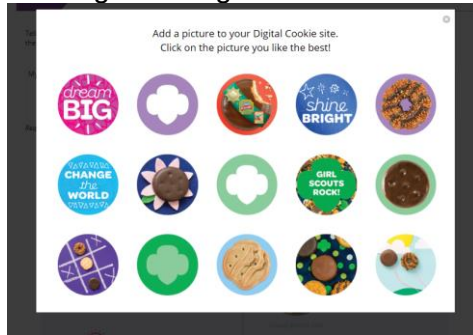 Add a picture to your Digital Cookie site.
Click on the picture you like the best!
dream
BIG
shine
BRIGHT
CHANGE
the
WORLD
GIRL
SCOUTS
ROCK!